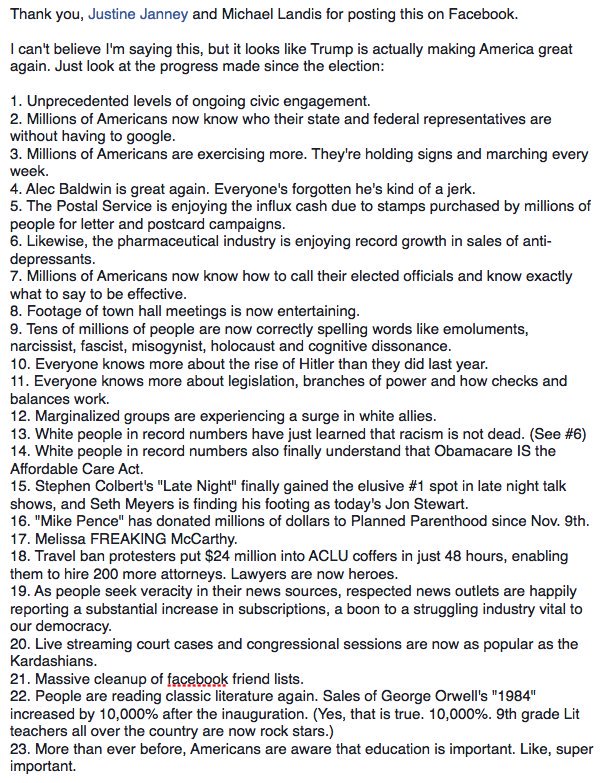 Thank you, Justine Janney and Michael Landis for posting this on Facebook.
I can't believe I'm saying this, but it looks like Trump is actually making America great
again. Just look at the progress made since the election:
1. Unprecedented levels of ongoing civic engagement.
2. Millions of Americans now know who their state and federal representatives are
without having to google.
3. Millions of Americans are exercising more. They're holding signs and marching every
week.
4. Alec Baldwin is great again. Everyone's forgotten he's kind of a jerk.
5. The Postal Service is enjoying the influx cash due to stamps purchased by millions of
people for letter and postcard campaigns.
6. Likewise, the pharmaceutical industry is enjoying record growth in sales of anti-
depressants.
7. Millions of Americans now know how to call their elected officials and know exactly
what to say to be effective.
8. Footage of town hall meetings is now entertaining.
9. Tens of millions of people are now correctly spelling words like emoluments,
narcissist, fascist, misogynist, holocaust and cognitive dissonance.
10. Everyone knows more about the rise of Hitler than they did last year.
11. Everyone knows more about legislation, branches of power and how checks and
balances work.
12. Marginalized groups are experiencing a surge in white allies.
13. White people in record numbers have just learned that racism is not dead. (See #6)
14. White people in record numbers also finally understand that Obamacare IS the
Affordable Care Act.
15. Stephen Colbert's "Late Night" finally gained the elusive #1 spot in late night talk
shows, and Seth Meyers is finding his footing as today's Jon Stewart.
16. "Mike Pence" has donated millions of dollars to Planned Parenthood since Nov. 9th.
17. Melissa FREAKING McCarthy.
18. Travel ban protesters put $24 million into ACLU coffers in just 48 hours, enabling
them to hire 200 more attorneys. Lawyers are now heroes.
19. As people seek veracity in their news sources, respected news outlets are happily
reporting a substantial increase in subscriptions, a boon to a struggling industry vital to
our democracy.
20. Live streaming court cases and congressional sessions are now as popular as the
Kardashians.
21. Massive cleanup of facebook friend lists.
22. People are reading classic literature again. Sales of George Orwell's "1984"
increased by 10,000% after the inauguration. (Yes, that is true. 10,000%. 9th grade Lit
teachers all over the country are now rock stars.)
23. More than ever before, Americans are aware that education is important. Like, super
important.